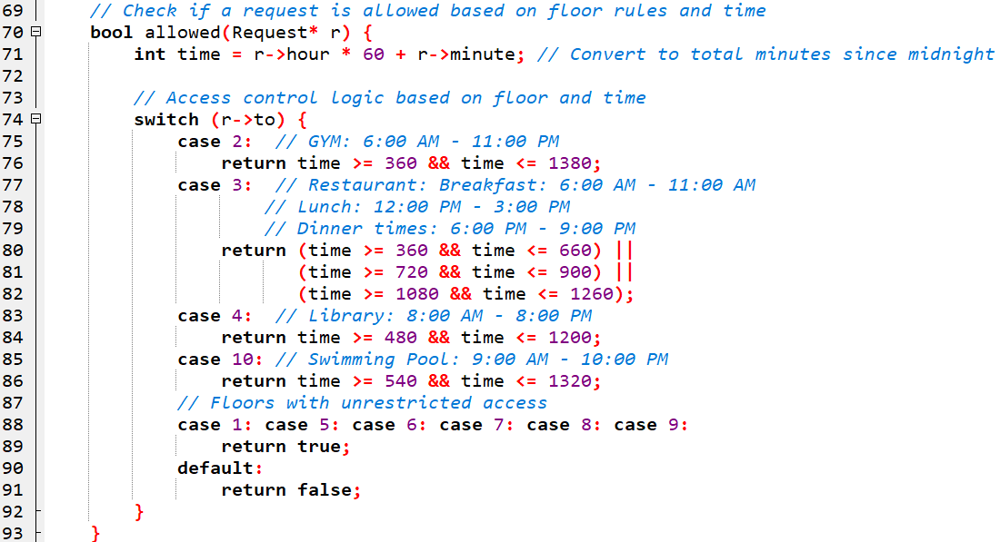 69 // Check if a request is allowed based on floor rules and time
70 bool allowed(Request* r) {
71 int time = r->hour * 60 + r->minute; // Convert to total minutes since midnight
72
73 // Access control logic based on floor and time
74 switch (r->to) {
75 case 2: // GYM: 6:00 AM - 11:00 PM
76 return time >= 360 && time <= 1380;
77 case 3: // Restaurant: Breakfast: 6:00 AM - 11:00 AM
78 // Lunch: 12:00 PM - 3:00 PM
79 // Dinner times: 6:00 PM - 9:00 PM
80 return (time >= 360 && time <= 660) ||
81 (time >= 720 && time <= 900) ||
82 (time >= 1080 && time <= 1260);
83 case 4: // Library: 8:00 AM - 8:00 PM
84 return time >= 480 && time <= 1200;
85 case 10: // Swimming Pool: 9:00 AM - 10:00 PM
86 return time >= 540 && time <= 1320;
87 // Floors with unrestricted access
88 case 1: case 5: case 6: case 7: case 8: case 9:
89 return true;
90 default:
91 return false;
92 }
93 }